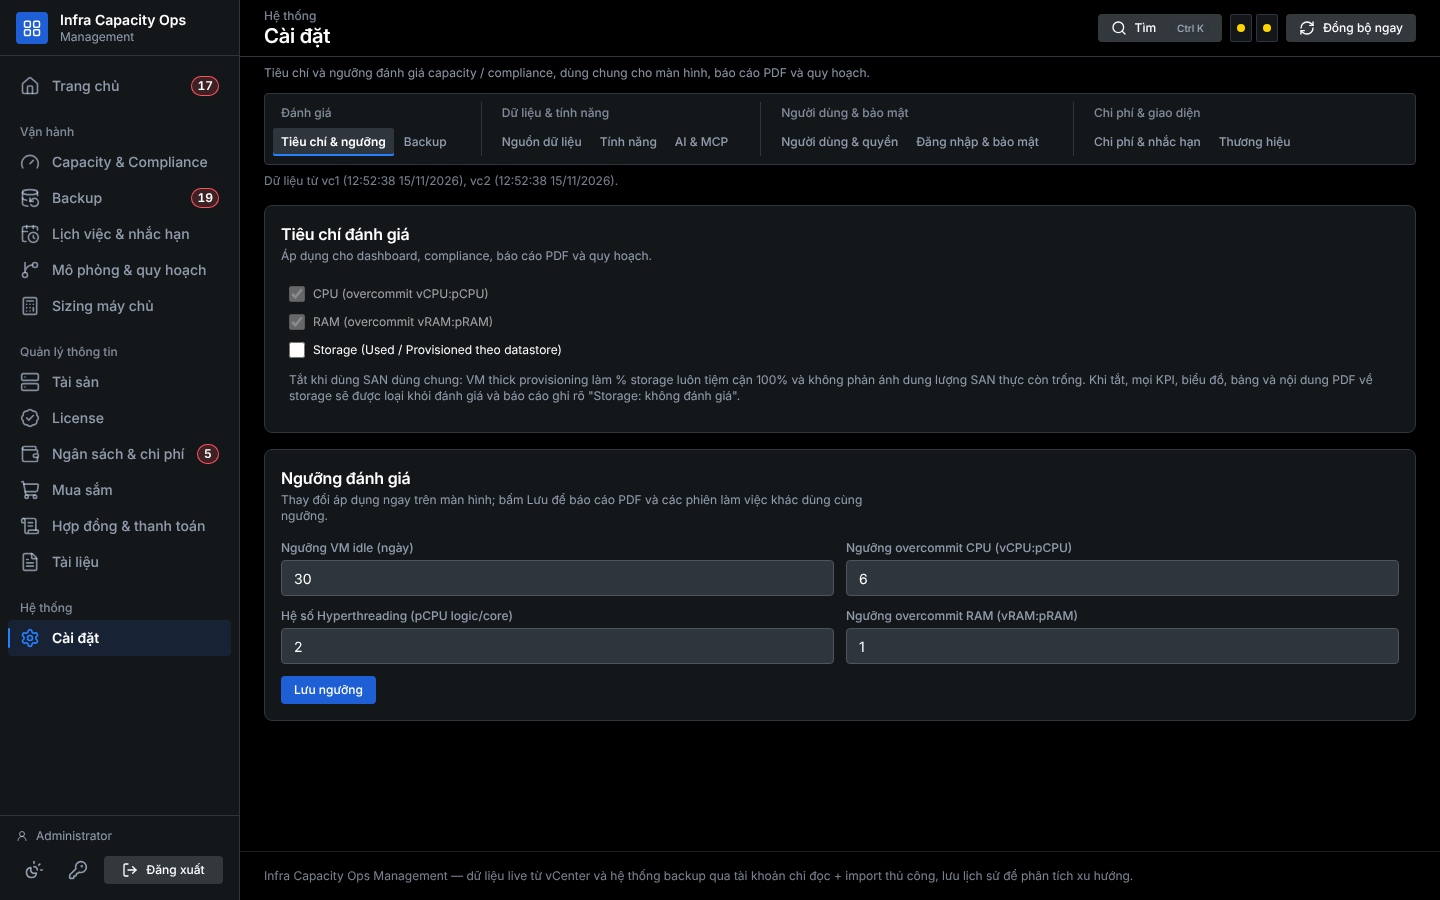 Infra Capacity Ops
Management
Trang chủ 17
Vận hành
Capacity & Compliance
Backup 19
Lịch việc & nhắc hạn
Mô phỏng & quy hoạch
Sizing máy chủ
Quản lý thông tin
Tài sản
License
Ngân sách & chi phí 5
Mua sắm
Hợp đồng & thanh toán
Tài liệu
Hệ thống
Cài đặt
Administrator
Đăng xuất
Hệ thống
Cài đặt
Tìm Ctrl K
Đồng bộ ngay
Tiêu chí và ngưỡng đánh giá capacity / compliance, dùng chung cho màn hình, báo cáo PDF và quy hoạch.
Đánh giá
Tiêu chí & ngưỡng Backup
Dữ liệu & tính năng
Nguồn dữ liệu Tính năng AI & MCP
Người dùng & bảo mật
Người dùng & quyền Đăng nhập & bảo mật
Chi phí & giao diện
Chi phí & nhắc hạn Thương hiệu
Dữ liệu từ vc1 (12:52:38 15/11/2026), vc2 (12:52:38 15/11/2026).
Tiêu chí đánh giá
Áp dụng cho dashboard, compliance, báo cáo PDF và quy hoạch.
CPU (overcommit vCPU:pCPU)
RAM (overcommit vRAM:pRAM)
Storage (Used / Provisioned theo datastore)
Tắt khi dùng SAN dùng chung: VM thick provisioning làm % storage luôn tiệm cận 100% và không phản ánh dung lượng SAN thực còn trống. Khi tắt, mọi KPI, biểu đồ, bảng và nội dung PDF về
storage sẽ được loại khỏi đánh giá và báo cáo ghi rõ "Storage: không đánh giá".
Ngưỡng đánh giá
Thay đổi áp dụng ngay trên màn hình; bấm Lưu để báo cáo PDF và các phiên làm việc khác dùng cùng
ngưỡng.
Ngưỡng VM idle (ngày)
30
Ngưỡng overcommit CPU (vCPU:pCPU)
6
Hệ số Hyperthreading (pCPU logic/core)
2
Ngưỡng overcommit RAM (vRAM:pRAM)
1
Lưu ngưỡng
Infra Capacity Ops Management — dữ liệu live từ vCenter và hệ thống backup qua tài khoản chỉ đọc + import thủ công, lưu lịch sử để phân tích xu hướng.